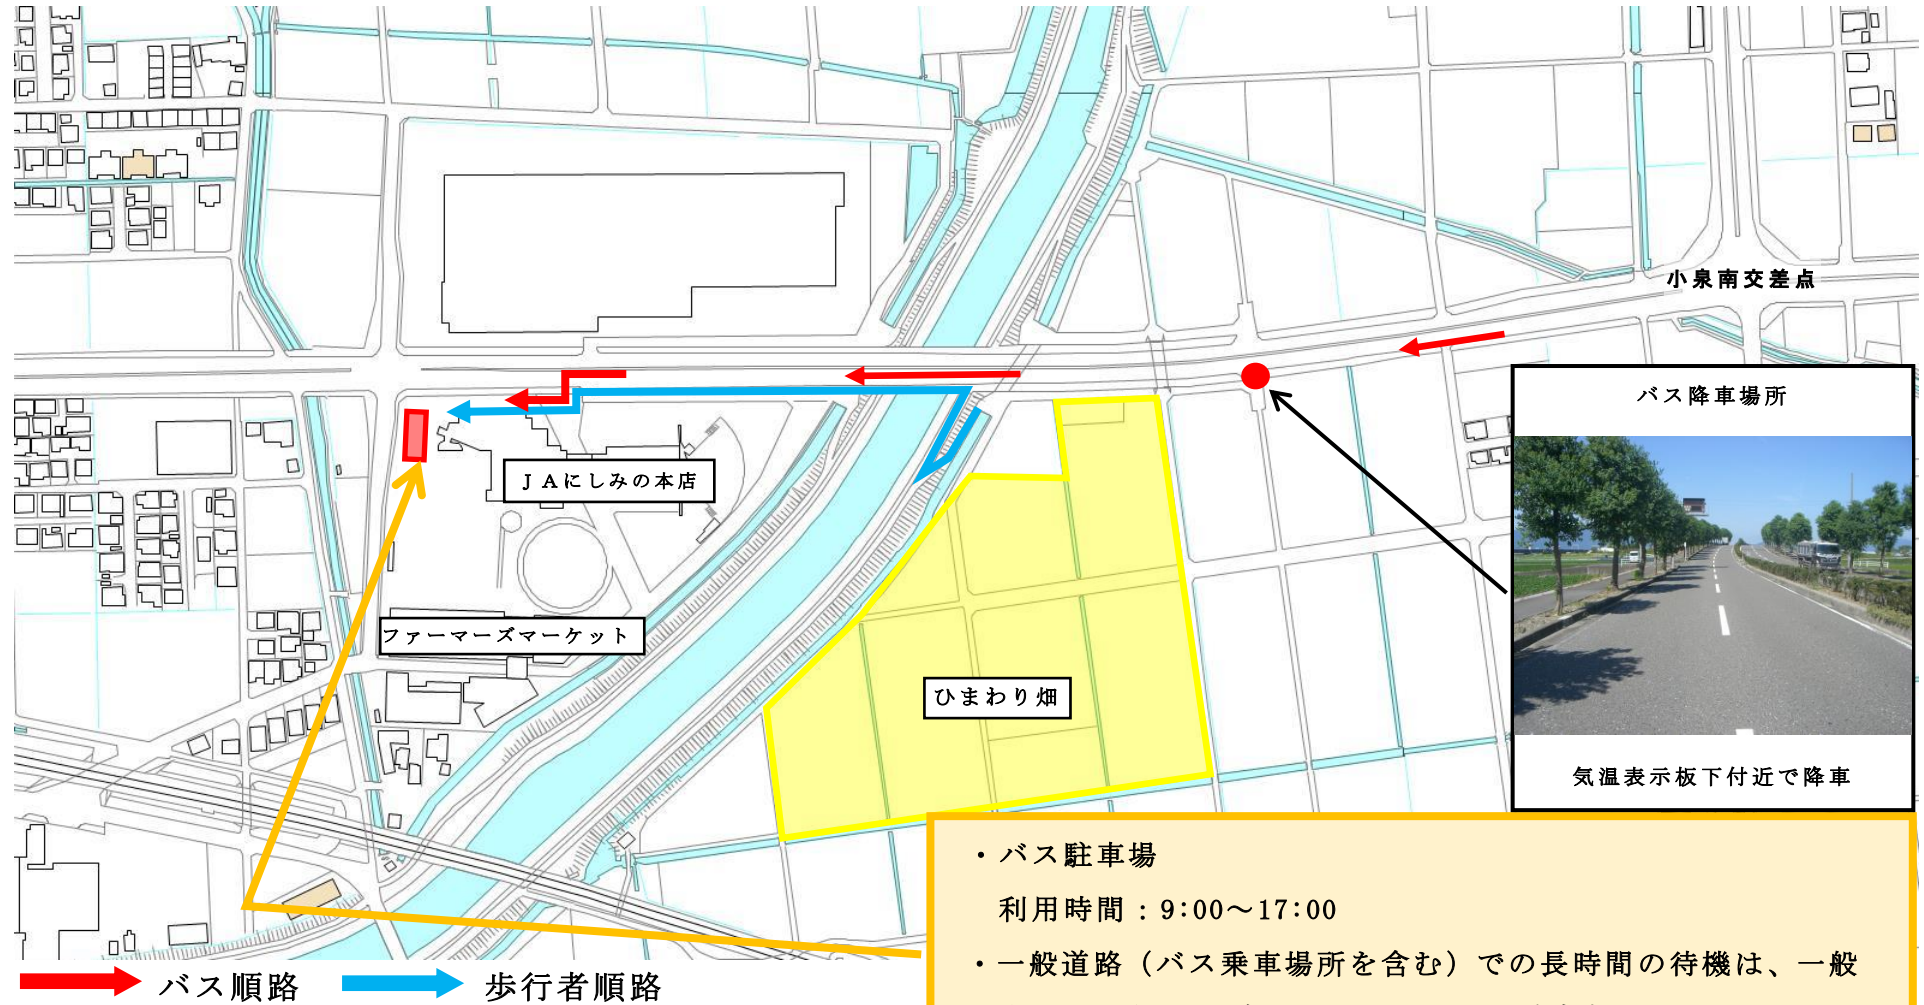 小泉南交差点
バス降車場所
気温表示板下付近で降車
ＪＡにしみの本店
ファーマーズマーケット
ひまわり畑
・バス駐車場
利用時間：9:00～17:00
・一般道路（バス乗車場所を含む）での長時間の待機は、一般
バス順路
歩行者順路